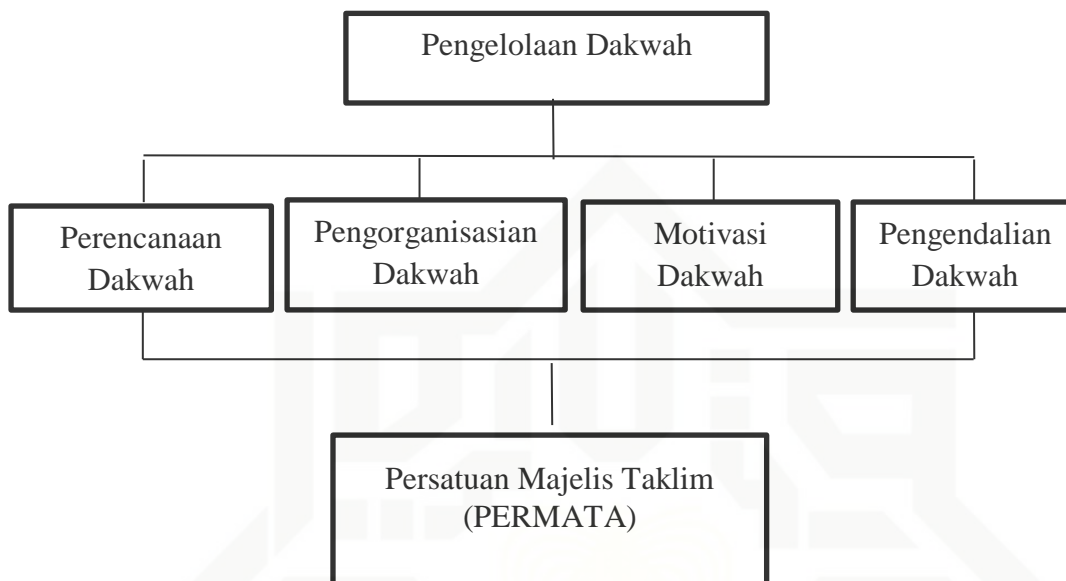 Pengelolaan Dakwah
Perencanaan
Dakwah
Pengorganisasian
Dakwah
Motivasi
Dakwah
Pengendalian
Dakwah
Persatuan Majelis Taklim
(PERMATA)